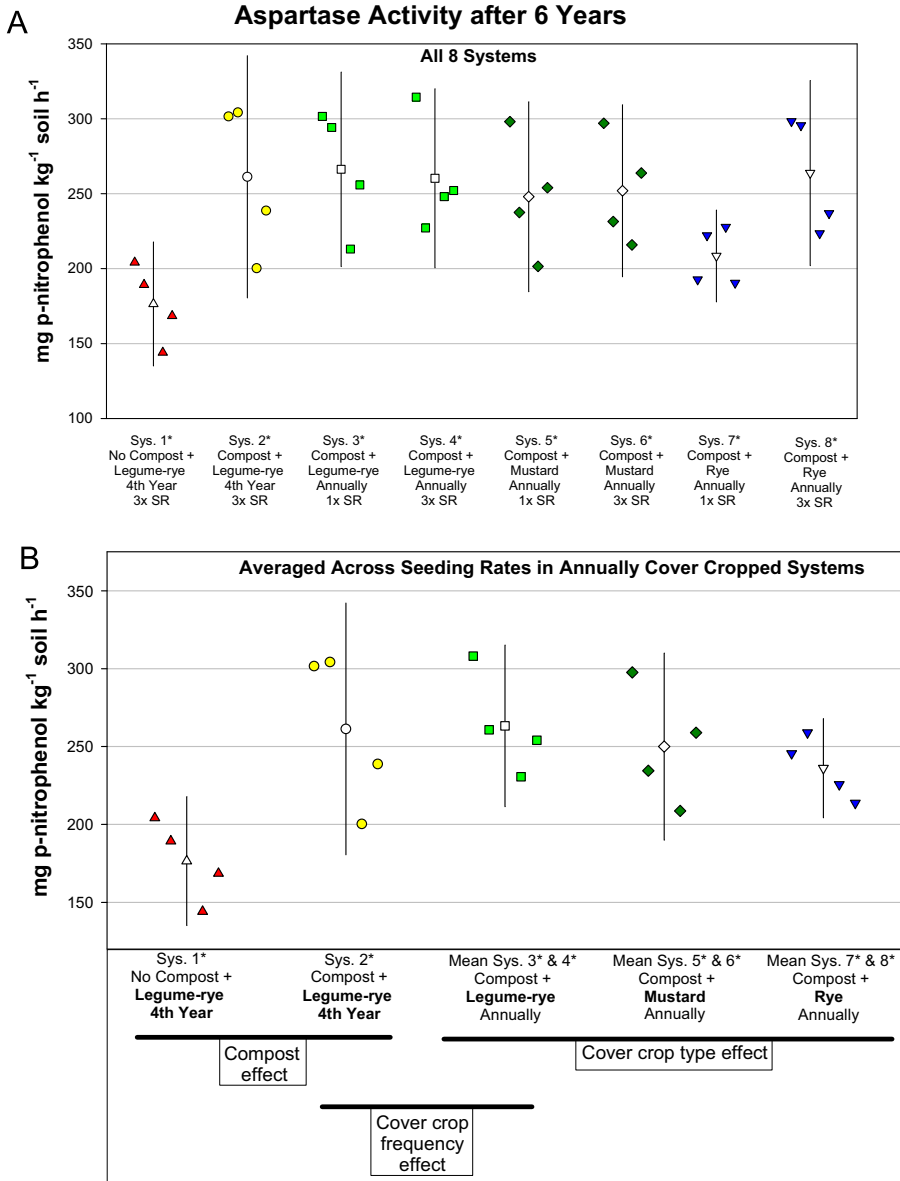 Aspartase Activity after 6 Years
A
All 8 Systems
mg p-nitrophenol kg⁻¹ soil h⁻¹
350
300
250
200
150
100
Sys. 1*
No Compost +
Legume-rye
4th Year
3x SR
Sys. 2*
Compost +
Legume-rye
4th Year
3x SR
Sys. 3*
Compost +
Legume-rye
Annually
1x SR
Sys. 4*
Compost +
Legume-rye
Annually
3x SR
Sys. 5*
Compost +
Mustard
Annually
1x SR
Sys. 6*
Compost +
Mustard
Annually
3x SR
Sys. 7*
Compost +
Rye
Annually
1x SR
Sys. 8*
Compost +
Rye
Annually
3x SR
B
Averaged Across Seeding Rates in Annually Cover Cropped Systems
mg p-nitrophenol kg⁻¹ soil h⁻¹
350
300
250
200
150
Sys. 1*
No Compost +
Legume-rye
4th Year
Sys. 2*
Compost +
Legume-rye
4th Year
Mean Sys. 3* & 4*
Compost +
Legume-rye
Annually
Mean Sys. 5* & 6*
Compost +
Mustard
Annually
Mean Sys. 7* & 8*
Compost +
Rye
Annually
Compost
effect
Cover crop type effect
Cover crop
frequency
effect